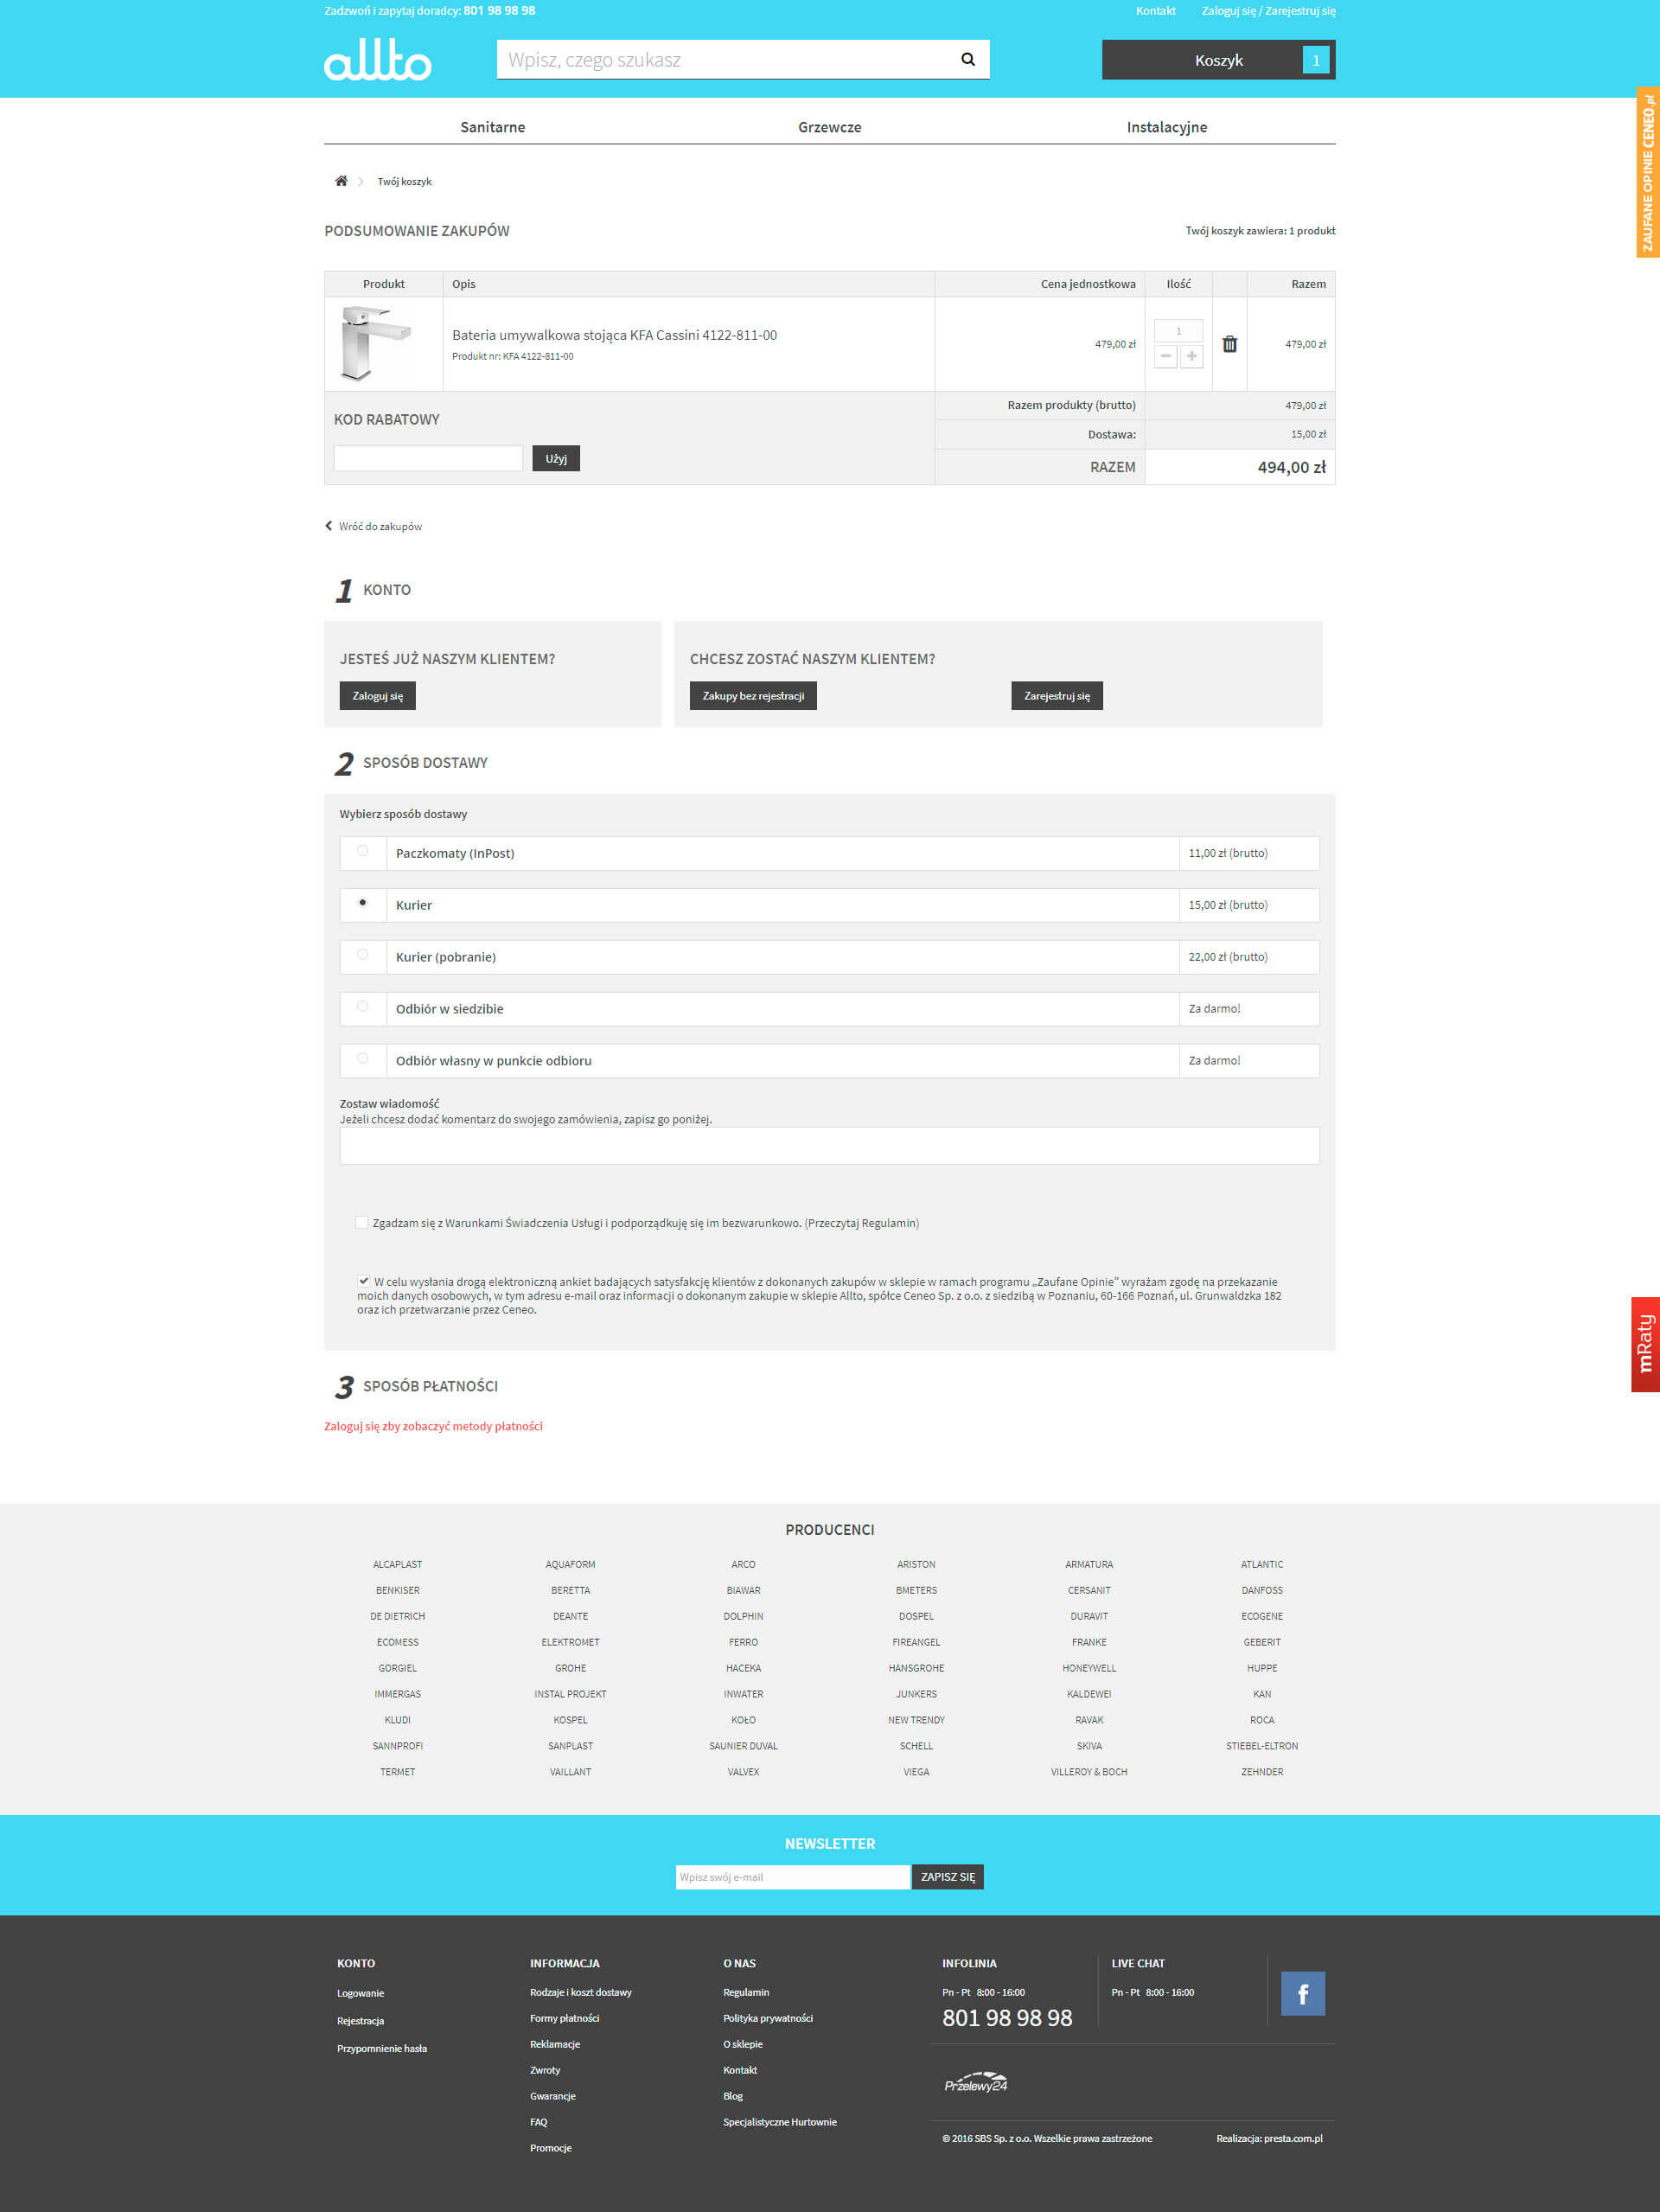 Zadzwoń i zapytaj doradcy: 801 98 98 98
Kontakt
Zaloguj się / Zarejestruj się
allto
Wpisz, czego szukasz
Koszyk 1
ZAUFANE OPINIE CENEO.pl
Sanitarne
Grzewcze
Instalacyjne
Twój koszyk
PODSUMOWANIE ZAKUPÓW
Twój koszyk zawiera: 1 produkt
Produkt Opis Cena jednostkowa Ilość Razem
Bateria umywalkowa stojąca KFA Cassini 4122-811-00
Produkt nr: KFA 4122-811-00
479,00 zł
1
479,00 zł
KOD RABATOWY
Użyj
Razem produkty (brutto) 479,00 zł
Dostawa: 15,00 zł
RAZEM 494,00 zł
Wróć do zakupów
1 KONTO
JESTEŚ JUŻ NASZYM KLIENTEM?
Zaloguj się
CHCESZ ZOSTAĆ NASZYM KLIENTEM?
Zakupy bez rejestracji
Zarejestruj się
2 SPOSÓB DOSTAWY
Wybierz sposób dostawy
Paczkomaty (InPost) 11,00 zł (brutto)
Kurier 15,00 zł (brutto)
Kurier (pobranie) 22,00 zł (brutto)
Odbiór w siedzibie Za darmo!
Odbiór własny w punkcie odbioru Za darmo!
Zostaw wiadomość
Jeżeli chcesz dodać komentarz do swojego zamówienia, zapisz go poniżej.
Zgadzam się z Warunkami Świadczenia Usługi i podporządkuję się im bezwarunkowo. (Przeczytaj Regulamin)
W celu wysłania drogą elektroniczną ankiet badających satysfakcję klientów z dokonanych zakupów w sklepie w ramach programu „Zaufane Opinie” wyrażam zgodę na przekazanie
moich danych osobowych, w tym adresu e-mail oraz informacji o dokonanym zakupie w sklepie Allto, spółce Ceneo Sp. z o.o. z siedzibą w Poznaniu, 60-166 Poznań, ul. Grunwaldzka 182
oraz ich przetwarzanie przez Ceneo.
mRaty
3 SPOSÓB PŁATNOŚCI
Zaloguj się zby zobaczyć metody płatności
PRODUCENCI
ALCAPLAST AQUAFORM ARCO ARISTON ARMATURA ATLANTIC
BENKISER BERETTA BIAWAR BMETERS CERSANIT DANFOSS
DE DIETRICH DEANTE DOLPHIN DOSPEL DURAVIT ECOGENE
ECOMESS ELEKTROMET FERRO FIREANGEL FRANKE GEBERIT
GORGIEL GROHE HACEKA HANSGROHE HONEYWELL HUPPE
IMMERGAS INSTAL PROJEKT INWATER JUNKERS KALDEWEI KAN
KLUDI KOSPEL KOŁO NEW TRENDY RAVAK ROCA
SANNPROFI SANPLAST SAUNIER DUVAL SCHELL SKIVA STIEBEL-ELTRON
TERMET VAILLANT VALVEX VIEGA VILLEROY & BOCH ZEHNDER
NEWSLETTER
Wpisz swój e-mail
ZAPISZ SIĘ
KONTO
Logowanie
Rejestracja
Przypomnienie hasła
INFORMACJA
Rodzaje i koszt dostawy
Formy płatności
Reklamacje
Zwroty
Gwarancje
FAQ
Promocje
O NAS
Regulamin
Polityka prywatności
O sklepie
Kontakt
Blog
Specjalistyczne Hurtownie
INFOLINIA
Pn - Pt 8:00 - 16:00
801 98 98 98
LIVE CHAT
Pn - Pt 8:00 - 16:00
f
Przelewy24
© 2016 SBS Sp. z o.o. Wszelkie prawa zastrzeżone
Realizacja: presta.com.pl